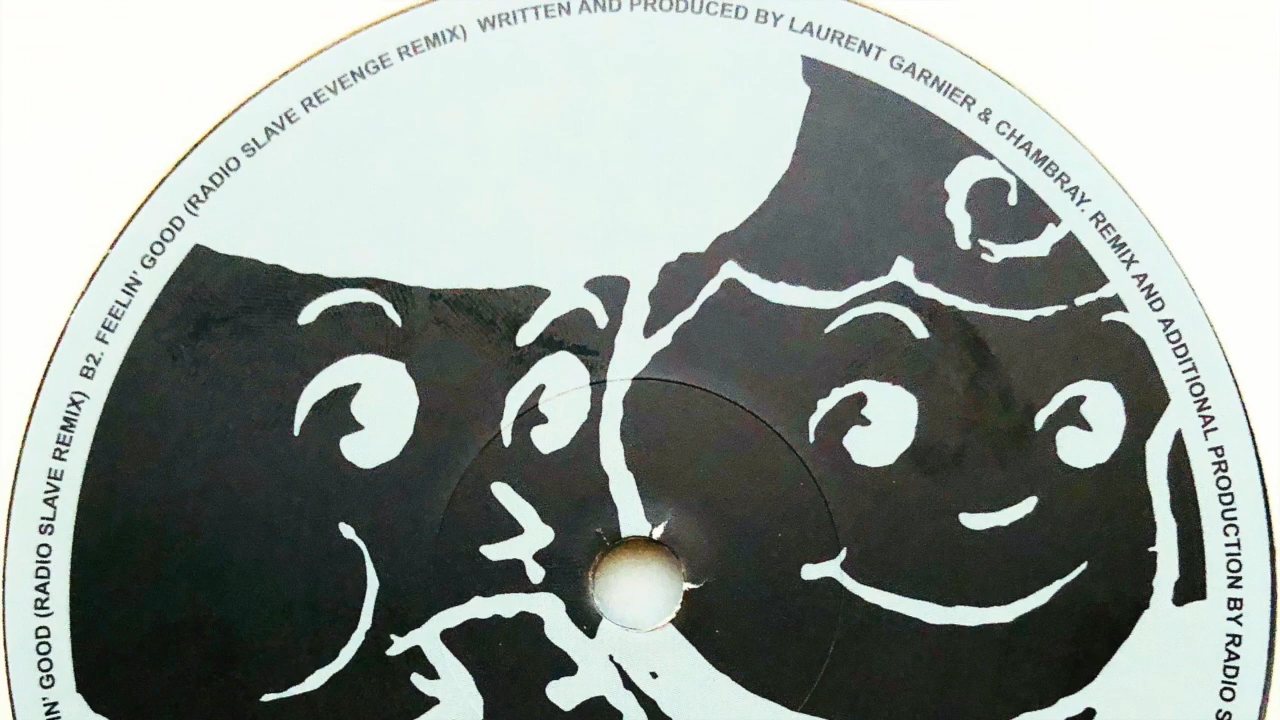 IN' GOOD (RADIO SLAVE REMIX) B2. FEELIN' GOOD (RADIO SLAVE REVENGE REMIX) WRITTEN AND PRODUCED BY LAURENT GARNIER & CHAMBRAY. REMIX AND ADDITIONAL PRODUCTION BY RADIO S